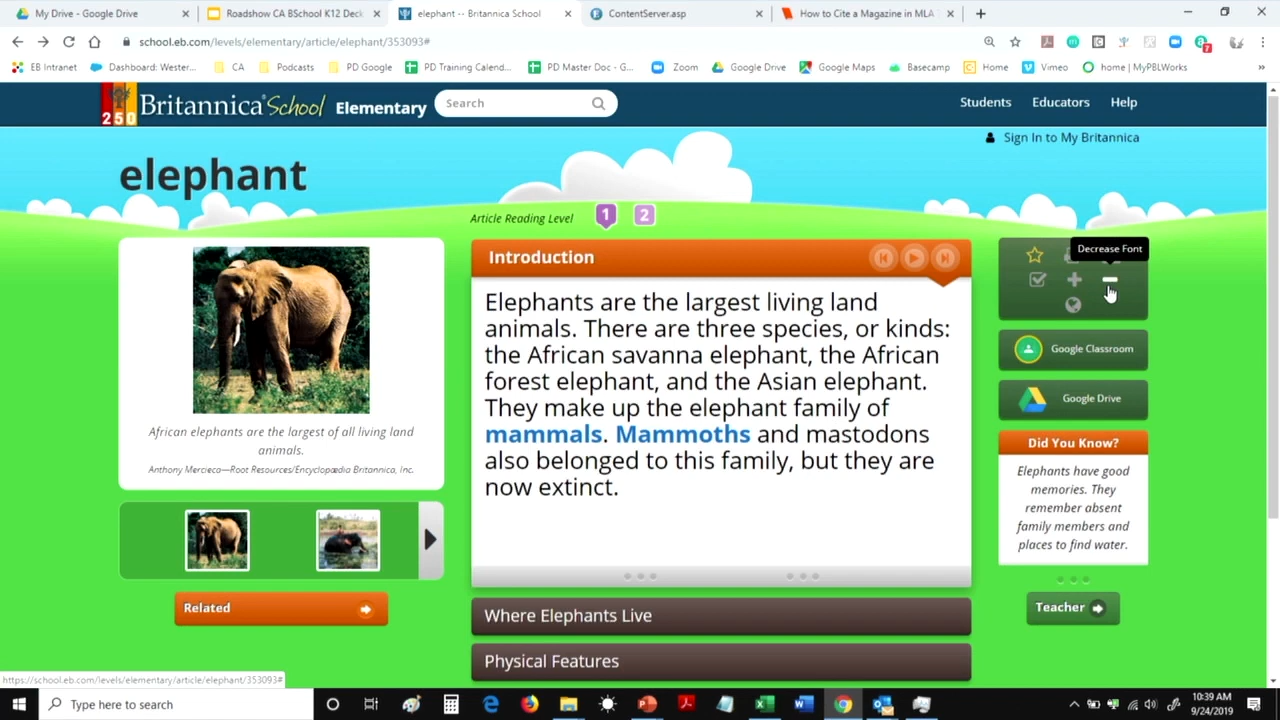 My Drive - Google Drive
Roadshow CA BSchool K12 Deck
elephant -- Britannica School
ContentServer.asp
How to Cite a Magazine in MLA
school.eb.com/levels/elementary/article/elephant/353093#
EB Intranet
Dashboard: Wester...
CA
Podcasts
PD Google
PD Training Calend...
PD Master Doc - G...
Zoom
Google Drive
Google Maps
Basecamp
Home
Vimeo
home | MyPBLWorks
250
Britannica School Elementary
Search
Students
Educators
Help
Sign In to My Britannica
elephant
Article Reading Level 1 2
African elephants are the largest of all living land
animals.
Anthony Mercieca—Root Resources/Encyclopædia Britannica, Inc.
Related
Introduction
Elephants are the largest living land
animals. There are three species, or kinds:
the African savanna elephant, the African
forest elephant, and the Asian elephant.
They make up the elephant family of
mammals. Mammoths and mastodons
also belonged to this family, but they are
now extinct.
Where Elephants Live
Physical Features
Decrease Font
Google Classroom
Google Drive
Did You Know?
Elephants have good
memories. They
remember absent
family members and
places to find water.
Teacher
https://school.eb.com/levels/elementary/article/elephant/353093#
Type here to search
10:39 AM
9/24/2019